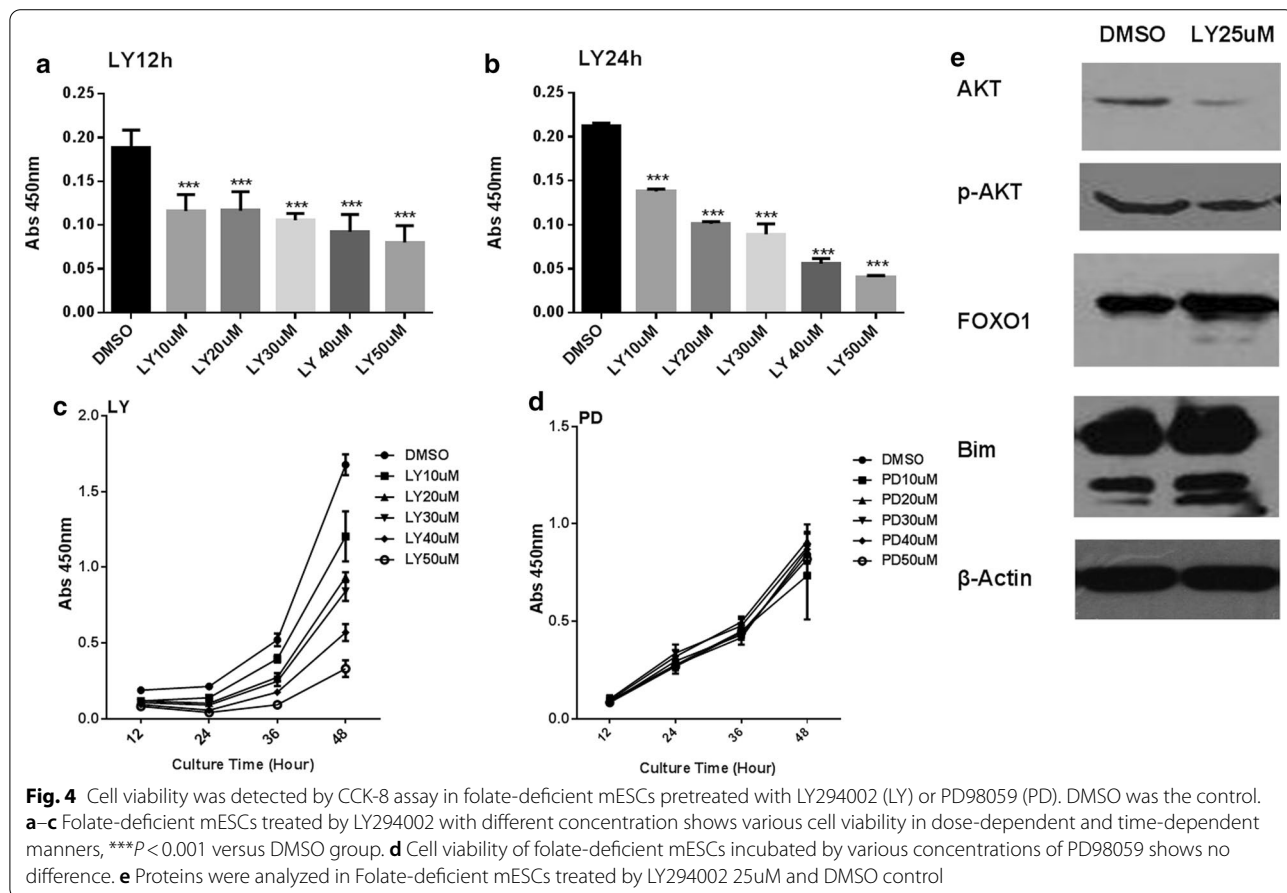 a
LY12h
Abs 450nm
0.25
0.20
0.15
0.10
0.05
0.00
***
***
***
***
***
DMSO
LY10uM
LY20uM
LY30uM
LY 40uM
LY50uM
b
LY24h
Abs 450nm
0.25
0.20
0.15
0.10
0.05
0.00
***
***
***
***
***
DMSO
LY10uM
LY20uM
LY30uM
LY 40uM
LY50uM
c
LY
Abs 450nm
2.0
1.5
1.0
0.5
0.0
12
24
36
48
Culture Time (Hour)
DMSO
LY10uM
LY20uM
LY30uM
LY40uM
LY50uM
d
PD
Abs 450nm
1.5
1.0
0.5
0.0
12
24
36
48
Culture Time (Hour)
DMSO
PD10uM
PD20uM
PD30uM
PD40uM
PD50uM
e
DMSO LY25uM
AKT
p-AKT
FOXO1
Bim
β-Actin
Fig. 4 Cell viability was detected by CCK-8 assay in folate-deficient mESCs pretreated with LY294002 (LY) or PD98059 (PD). DMSO was the control.
a–c Folate-deficient mESCs treated by LY294002 with different concentration shows various cell viability in dose-dependent and time-dependent
manners, ***P < 0.001 versus DMSO group. d Cell viability of folate-deficient mESCs incubated by various concentrations of PD98059 shows no
difference. e Proteins were analyzed in Folate-deficient mESCs treated by LY294002 25uM and DMSO control